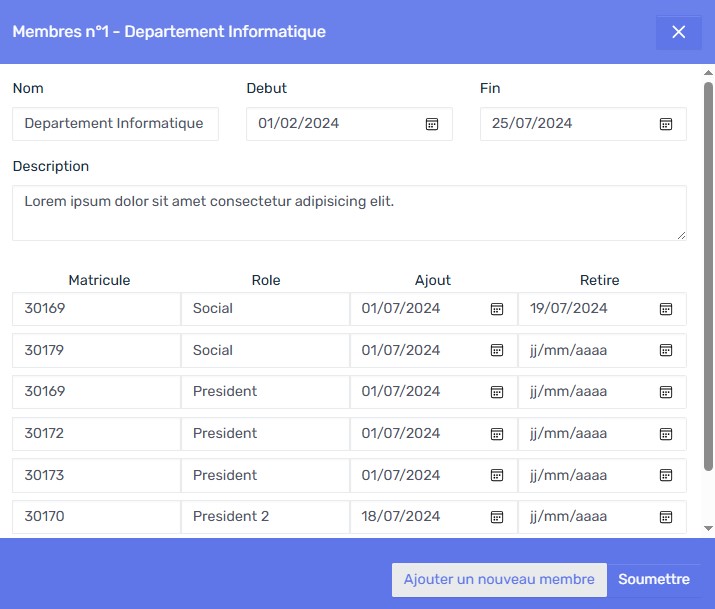 Membres n°1 - Departement Informatique
Nom Debut Fin
Departement Informatique 01/02/2024 25/07/2024
Description
Lorem ipsum dolor sit amet consectetur adipisicing elit.
Matricule Role Ajout Retire
30169 Social 01/07/2024 19/07/2024
30179 Social 01/07/2024 jj/mm/aaaa
30169 President 01/07/2024 jj/mm/aaaa
30172 President 01/07/2024 jj/mm/aaaa
30173 President 01/07/2024 jj/mm/aaaa
30170 President 2 18/07/2024 jj/mm/aaaa
Ajouter un nouveau membre Soumettre